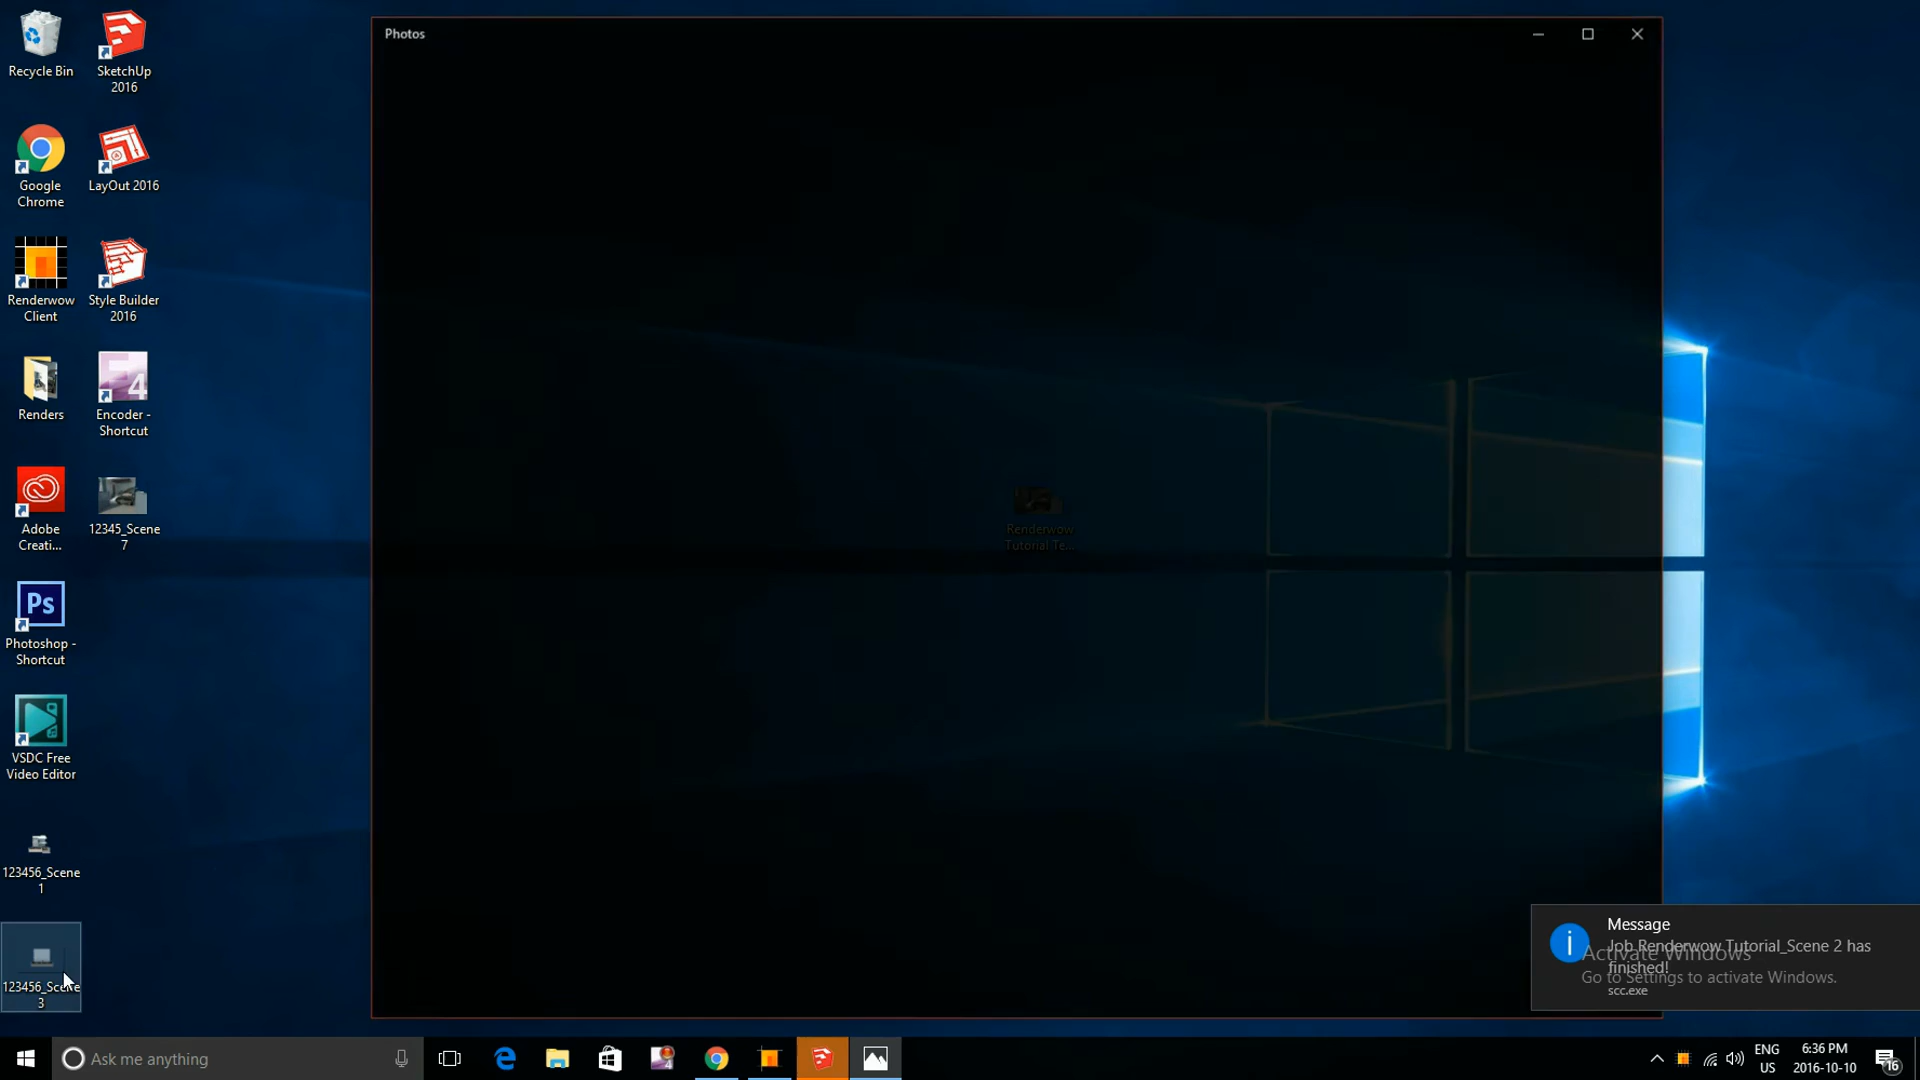 Recycle Bin
SketchUp
2016
Google
Chrome
LayOut 2016
Renderwow
Client
Style Builder
2016
Renders
Encoder -
Shortcut
Adobe
Creati...
12345_Scene
7
Photoshop -
Shortcut
VSDC Free
Video Editor
123456_Scene
1
123456_Scene
3
Photos
Renderwow
Tutorial Te...
Message
Job Renderwow Tutorial_Scene 2 has
finished!
scc.exe
Activate Windows
Go to Settings to activate Windows.
Ask me anything
ENG
US
6:36 PM
2016-10-10
16